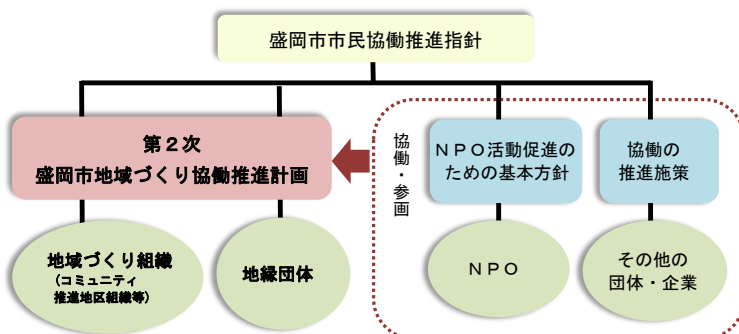 盛岡市市民協働推進指針
第２次
盛岡市地域づくり協働推進計画
協働・参画
ＮＰＯ活動促進の
ための基本方針
協働の
推進施策
地域づくり組織
（コミュニティ
推進地区組織等）
地縁団体
ＮＰＯ
その他の
団体・企業